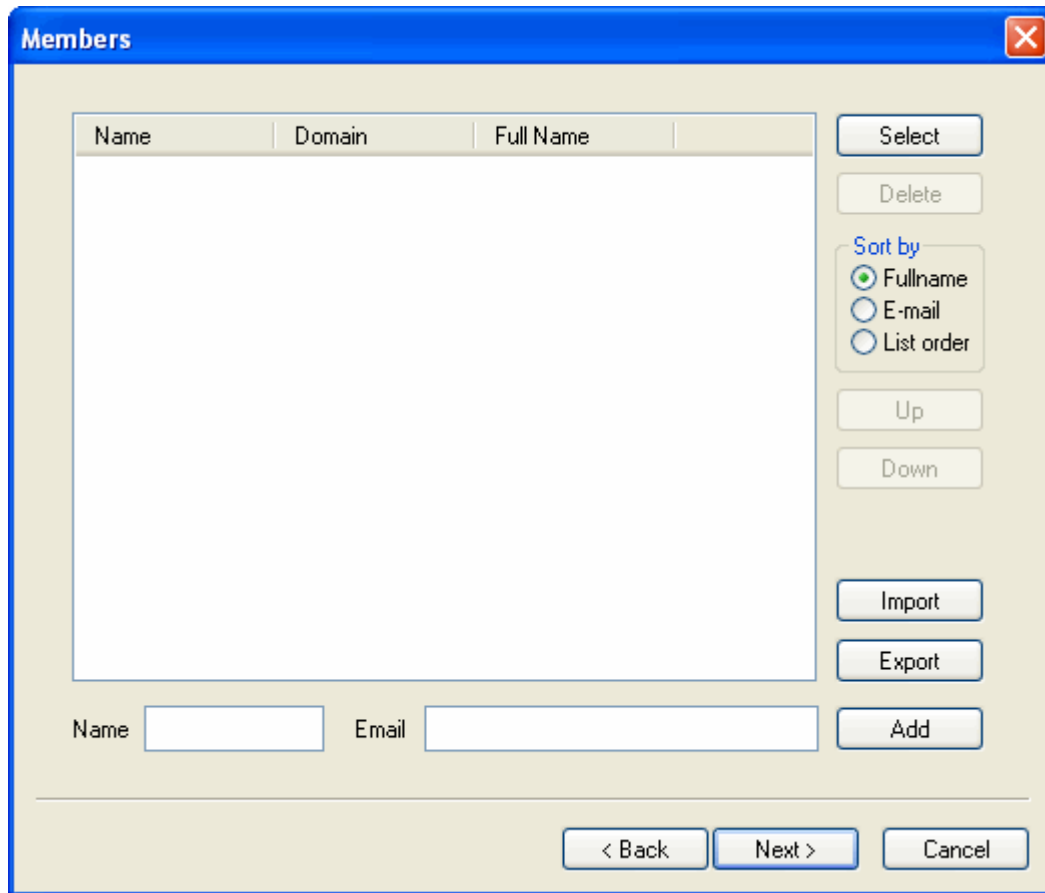 Members
Name Domain Full Name
Select
Delete
Sort by
Fullname
E-mail
List order
Up
Down
Import
Export
Name Email Add
< Back Next > Cancel